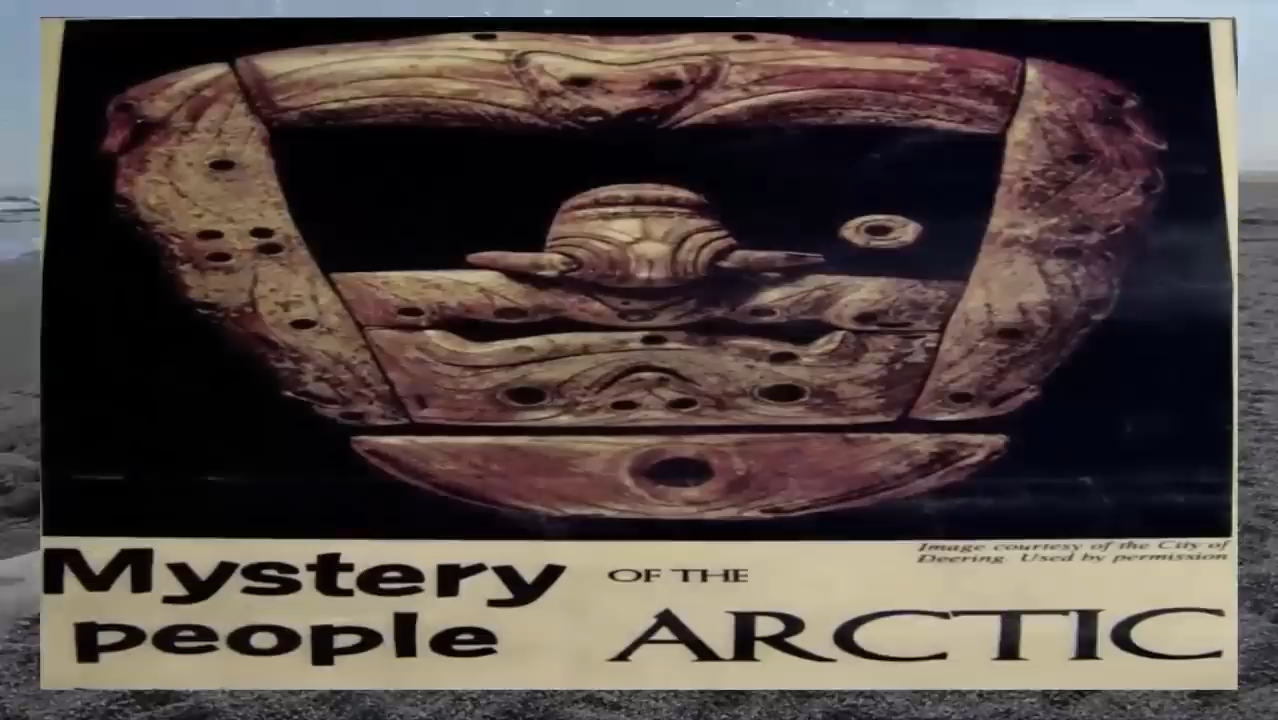 Image courtesy of the City of
Deering. Used by permission
Mystery OF THE
people ARCTIC